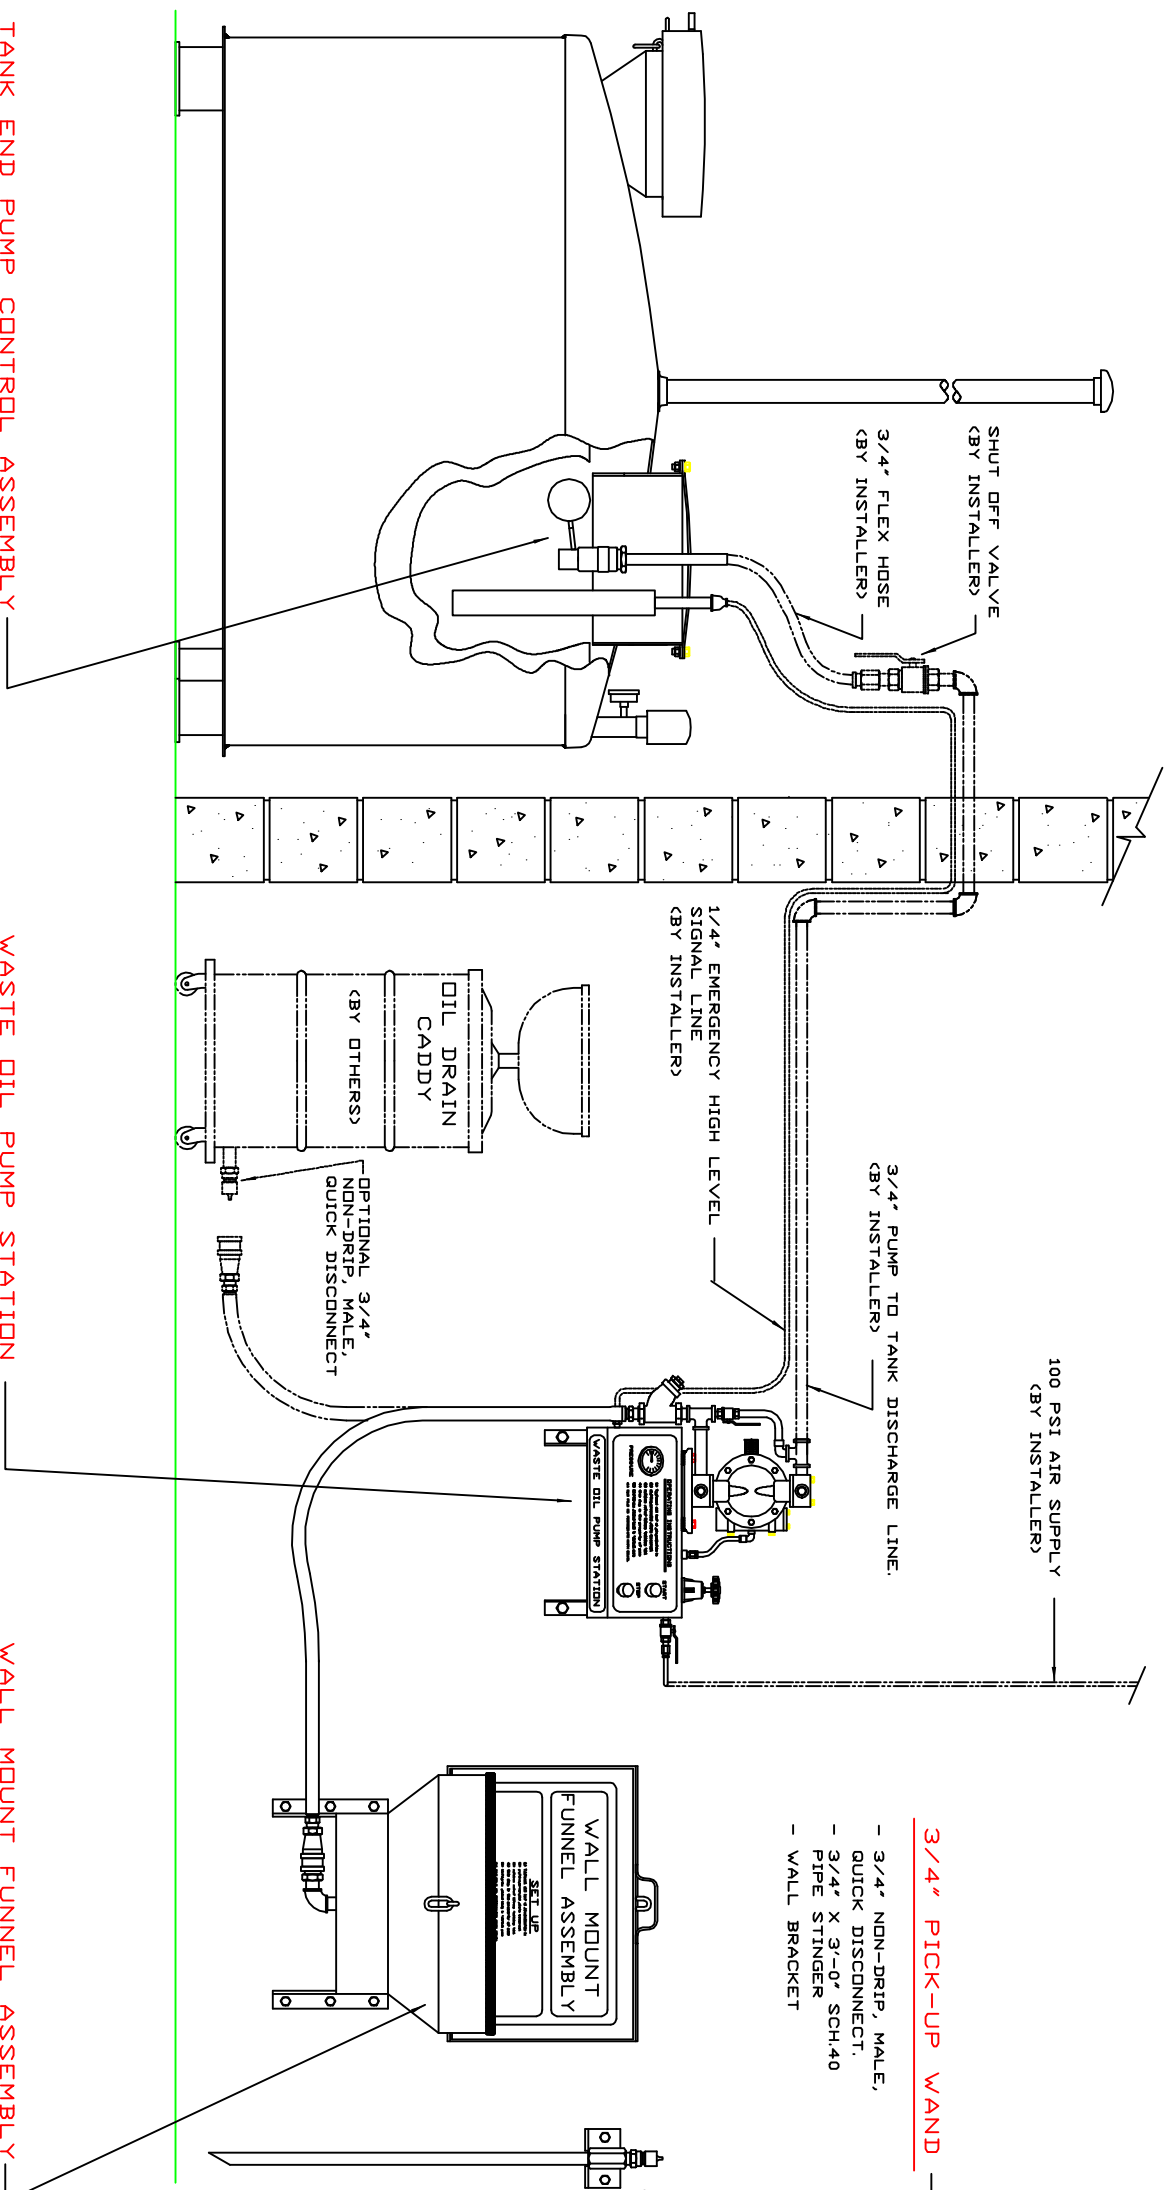 SHUT OFF VALVE
(BY INSTALLER)
3/4" FLEX HOSE
(BY INSTALLER)
TANK END PUMP CONTROL ASSEMBLY
1/4" EMERGENCY HIGH LEVEL
SIGNAL LINE
(BY INSTALLER)
3/4" PUMP TO TANK DISCHARGE LINE.
(BY INSTALLER)
100 PSI AIR SUPPLY
(BY INSTALLER)
OIL DRAIN
CADDY
(BY OTHERS)
OPTIONAL 3/4"
NON-DRIP, MALE,
QUICK DISCONNECT
OPERATING INSTRUCTIONS
PRESSURE
START
STOP
WASTE OIL PUMP STATION
WASTE OIL PUMP STATION
3/4" PICK-UP WAND
- 3/4" NON-DRIP, MALE,
QUICK DISCONNECT.
- 3/4" X 3'-0" SCH.40
PIPE STINGER
- WALL BRACKET
WALL MOUNT
FUNNEL ASSEMBLY
SET UP
WALL MOUNT FUNNEL ASSEMBLY